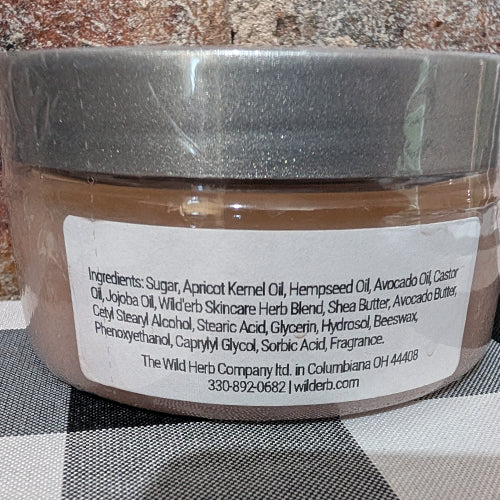 Ingredients: Sugar, Apricot Kernel Oil, Hempseed Oil, Avocado Oil, Castor
Oil, Jojoba Oil, Wild'erb Skincare Herb Blend, Shea Butter, Avocado Butter,
Cetyl Stearyl Alcohol, Stearic Acid, Glycerin, Hydrosol, Beeswax,
Phenoxyethanol, Caprylyl Glycol, Sorbic Acid, Fragrance.
The Wild Herb Company ltd. in Columbiana OH 44408
330-892-0682 | wilderb.com